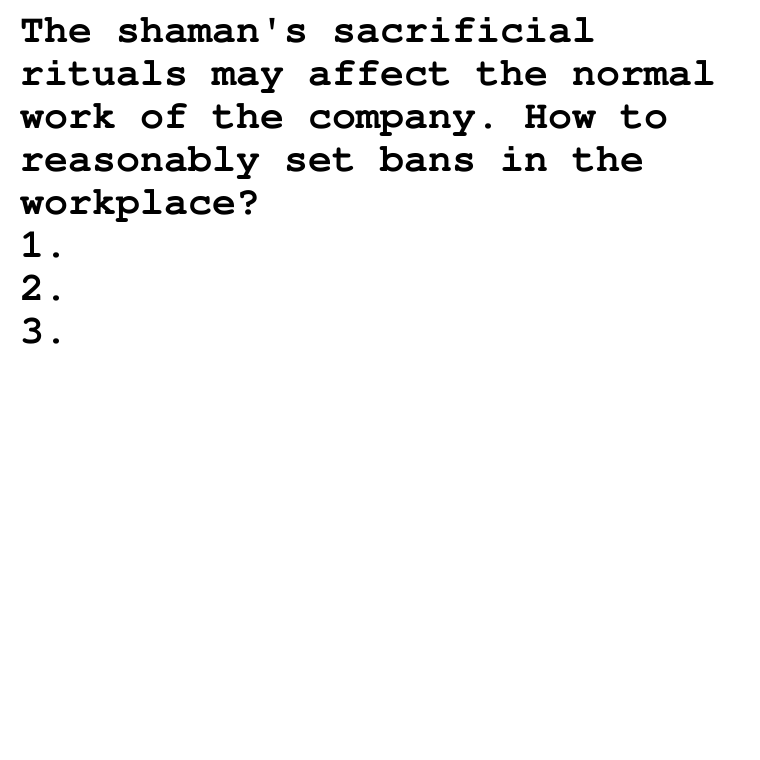 The shaman's sacrificial
rituals may affect the normal
work of the company. How to
reasonably set bans in the
workplace?
1.
2.
3.